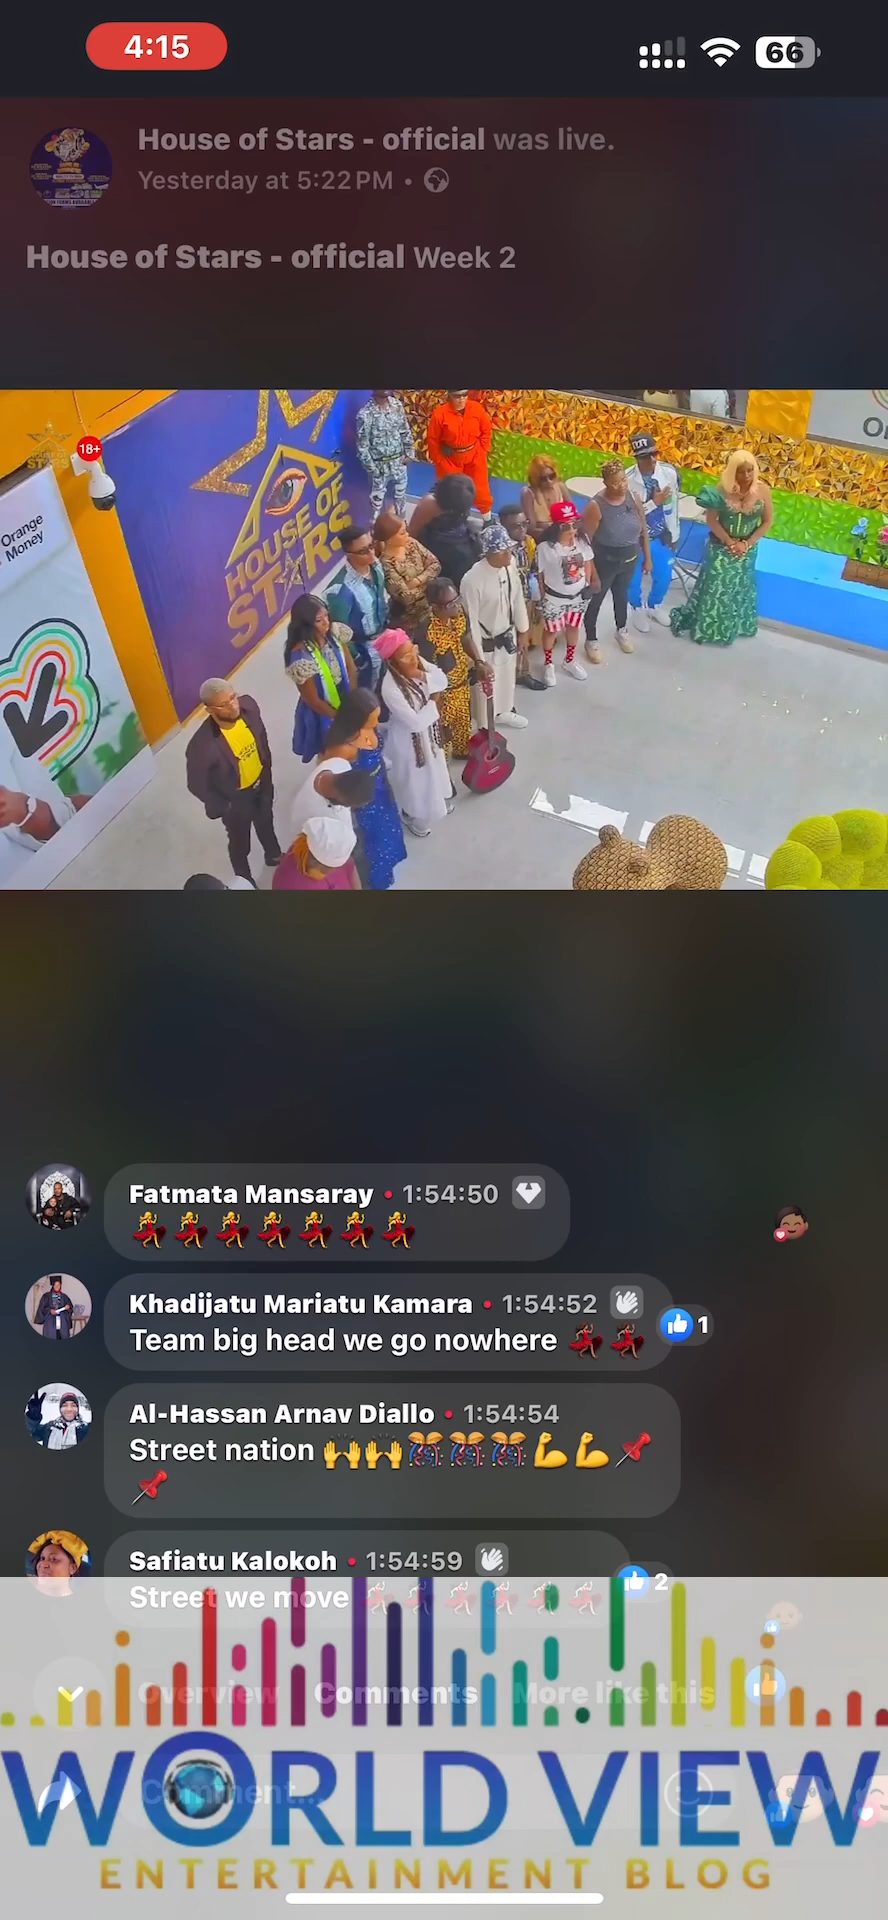 4:15
66
House of Stars - official was live.
Yesterday at 5:22 PM •
House of Stars - official Week 2
18+
Orange
Money
HOUSE OF
STARS
Fatmata Mansaray • 1:54:50
💃💃💃💃💃💃💃
Khadijatu Mariatu Kamara • 1:54:52
Team big head we go nowhere 💃🏾💃🏾
1
Al-Hassan Arnav Diallo • 1:54:54
Street nation 🙌🙌🎊🎊🎊💪💪📌
📌
Safiatu Kalokoh • 1:54:59
Street we move
2
Overview Comments More like this
Comment...
WORLD VIEW
ENTERTAINMENT BLOG